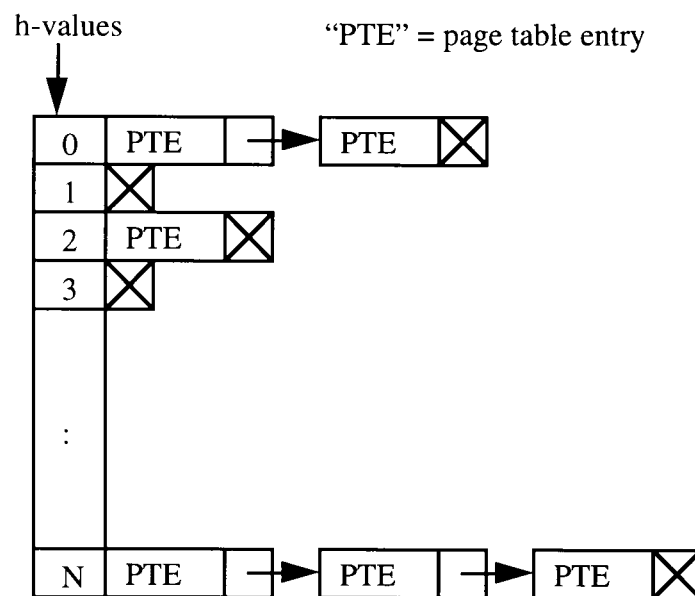 h-values
“PTE” = page table entry
0 PTE PTE
1
2 PTE
3
:
N PTE PTE PTE